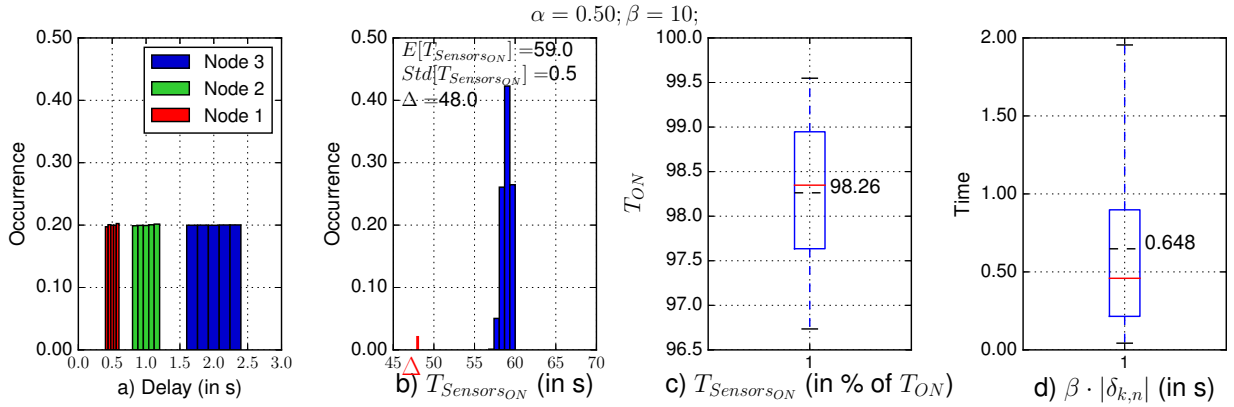 α = 0.50; β = 10;
0.50
0.40
0.30
0.20
0.10
0.00
Occurrence
Node 3
Node 2
Node 1
0.0 0.5 1.0 1.5 2.0 2.5 3.0
a) Delay (in s)
0.50
0.40
0.30
0.20
0.10
0.00
Occurrence
E[T_{Sensors_{ON}}] =59.0
Std[T_{Sensors_{ON}}] =0.5
Δ =48.0
45 50 55 60 65 70
Δ
b) T_{Sensors_{ON}} (in s)
100.0
99.5
99.0
98.5
98.0
97.5
97.0
96.5
T_{ON}
98.26
1
c) T_{Sensors_{ON}} (in % of T_{ON})
2.00
1.50
1.00
0.50
0.00
Time
0.648
1
d) β · |δ_{k,n}| (in s)